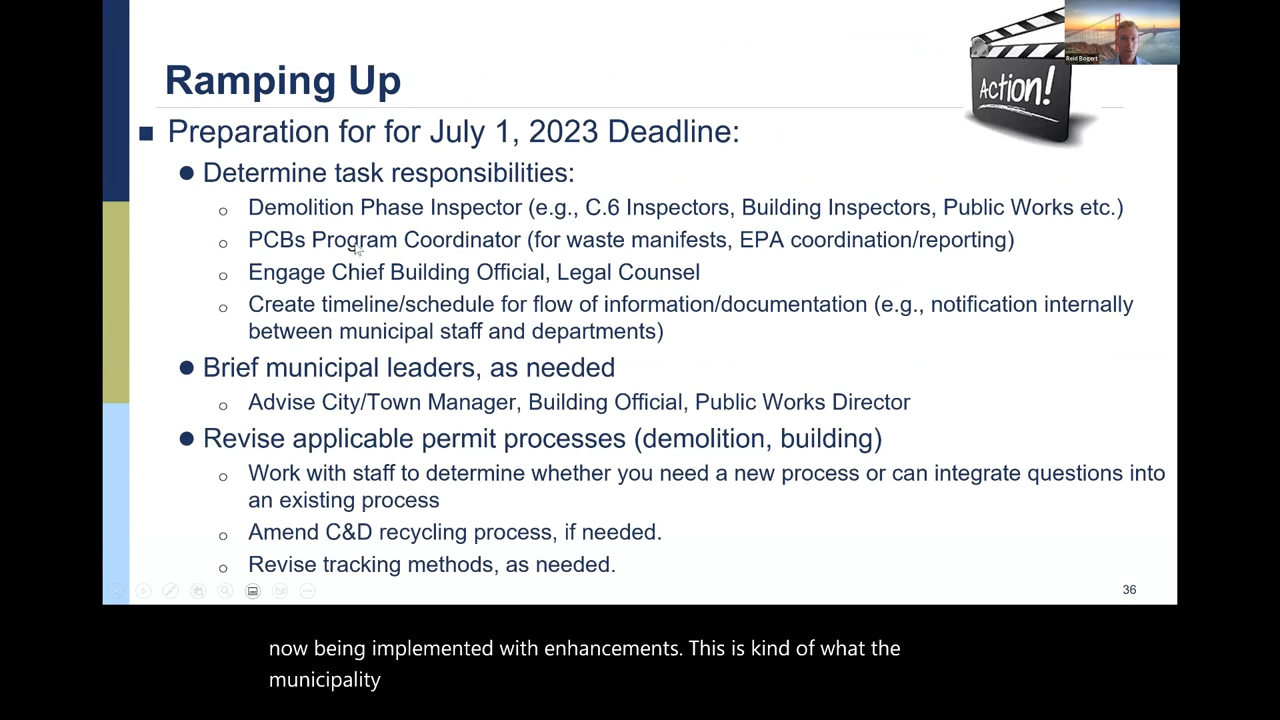 Ramping Up
ACTION!
Reid Bogert
■ Preparation for for July 1, 2023 Deadline:
● Determine task responsibilities:
○ Demolition Phase Inspector (e.g., C.6 Inspectors, Building Inspectors, Public Works etc.)
○ PCBs Program Coordinator (for waste manifests, EPA coordination/reporting)
○ Engage Chief Building Official, Legal Counsel
○ Create timeline/schedule for flow of information/documentation (e.g., notification internally
between municipal staff and departments)
● Brief municipal leaders, as needed
○ Advise City/Town Manager, Building Official, Public Works Director
● Revise applicable permit processes (demolition, building)
○ Work with staff to determine whether you need a new process or can integrate questions into
an existing process
○ Amend C&D recycling process, if needed.
○ Revise tracking methods, as needed.
36
now being implemented with enhancements. This is kind of what the
municipality